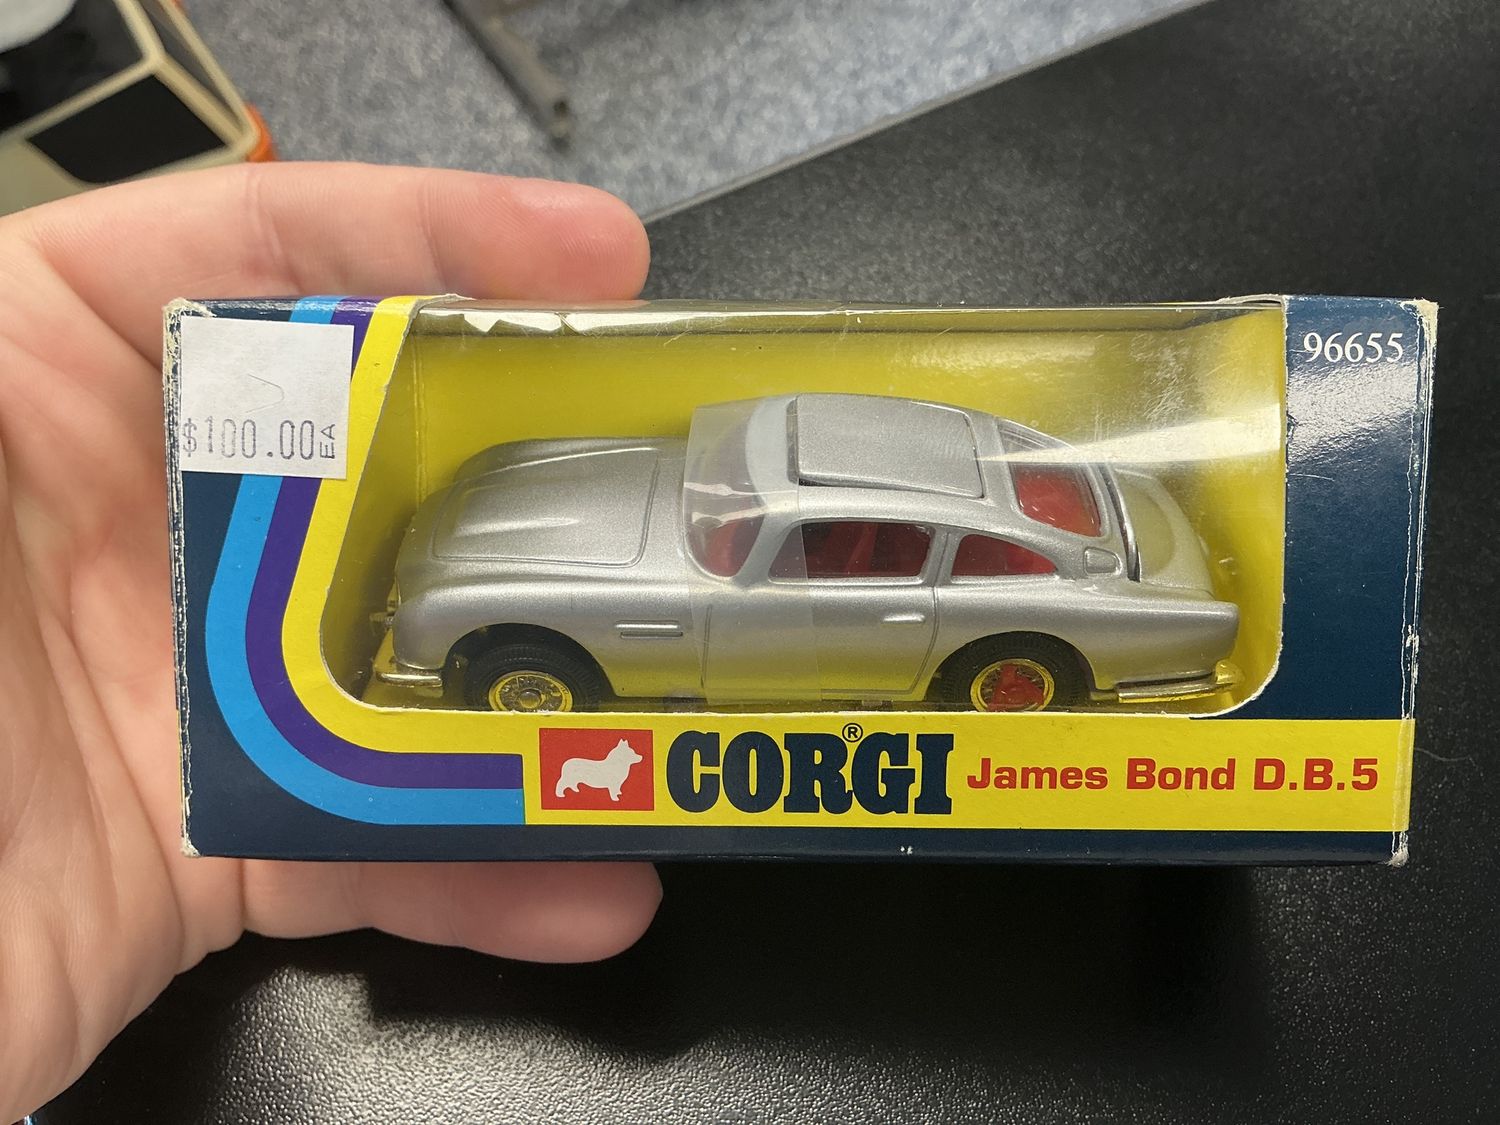 96655
$100.00EA
CORGI®
James Bond D.B.5